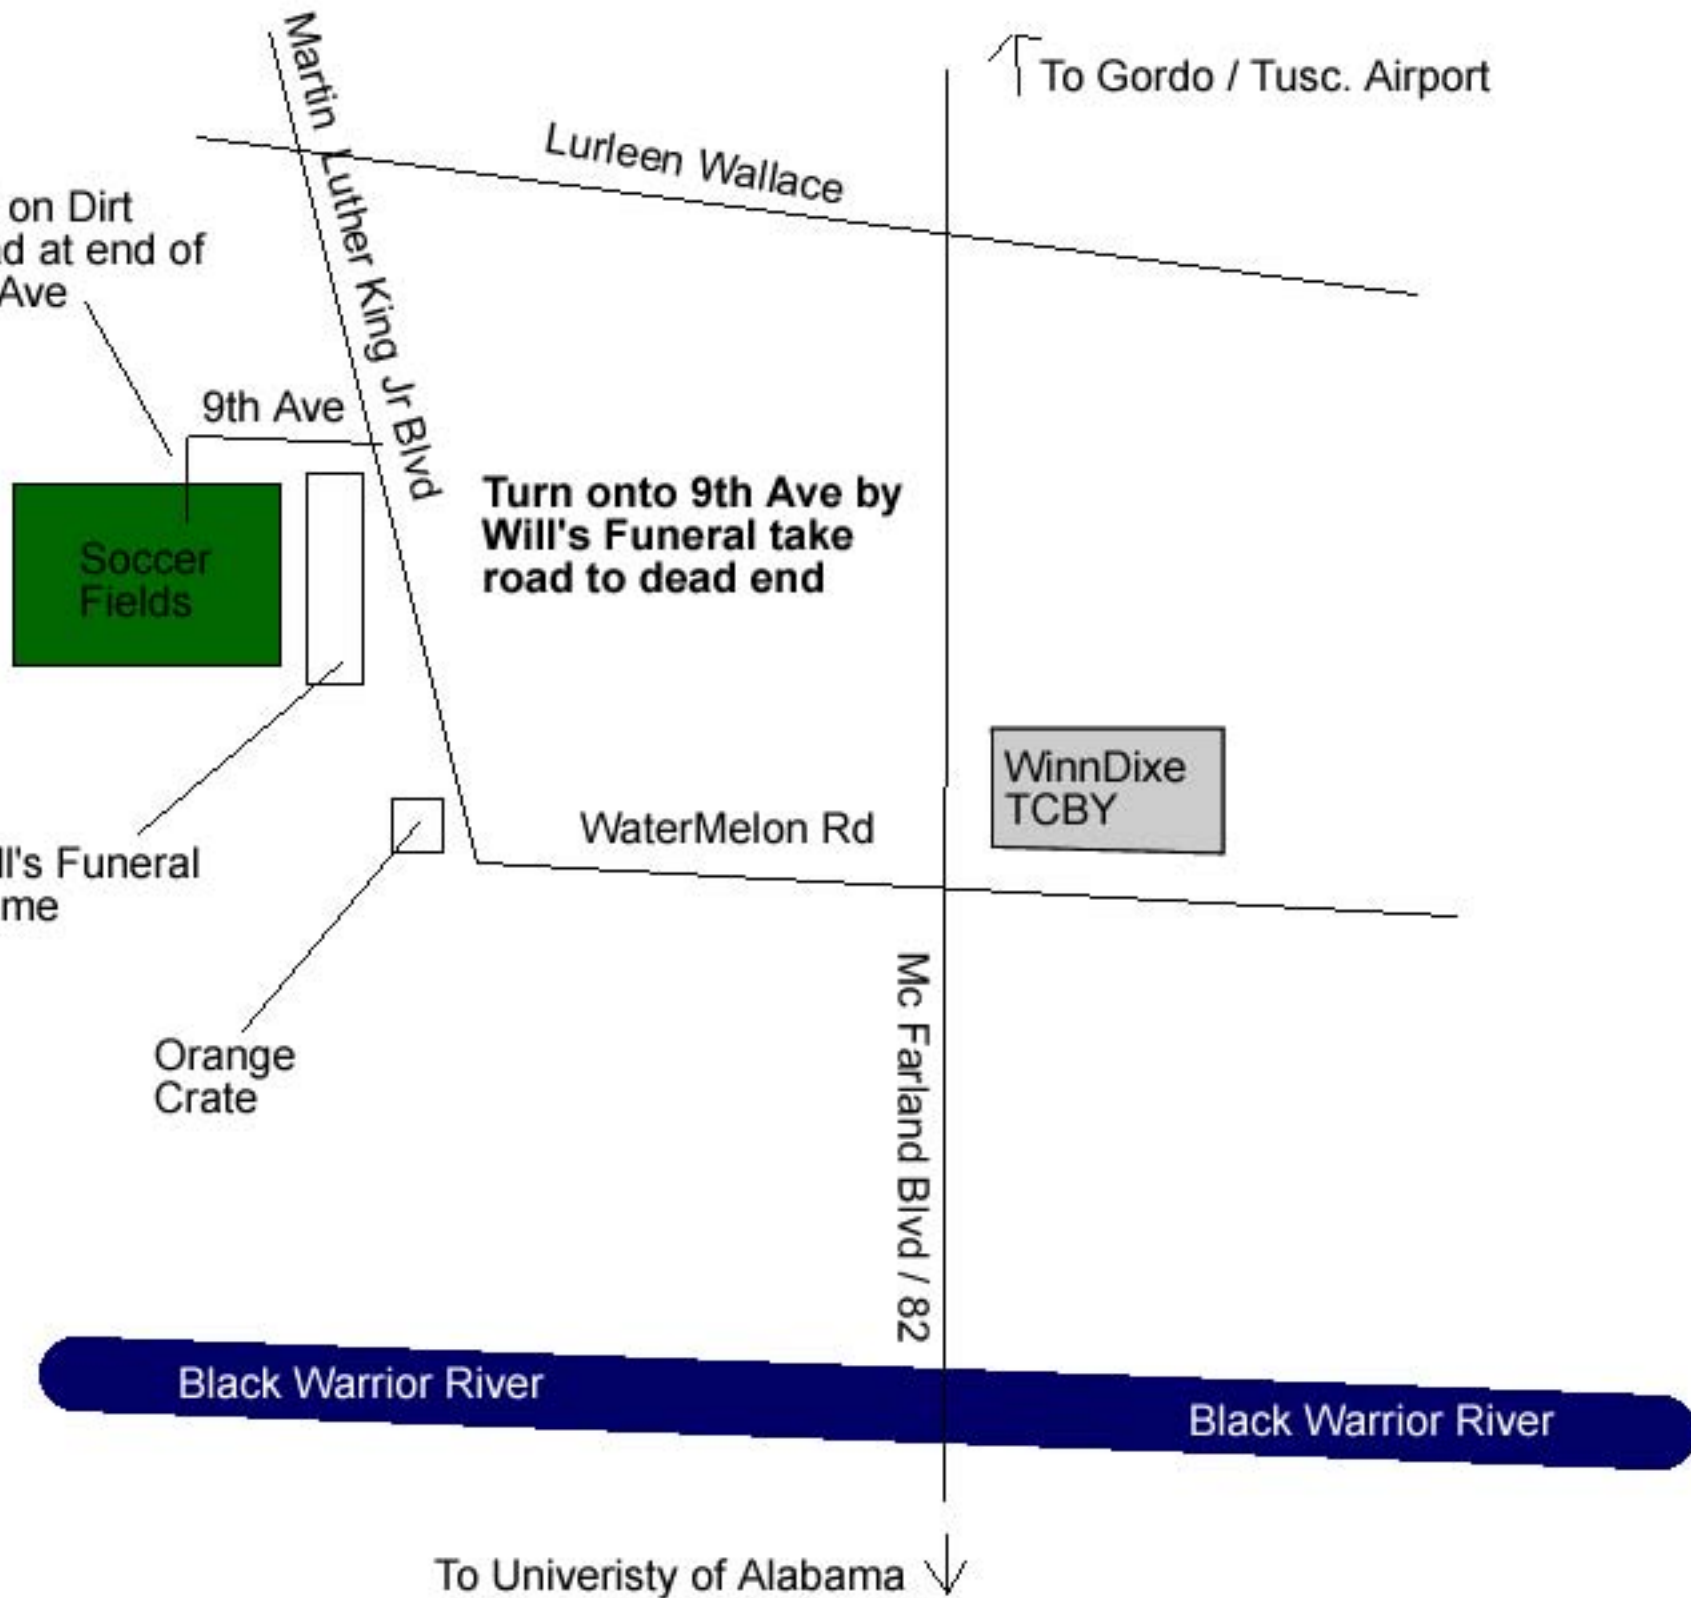 Martin Luther King Jr Blvd
To Gordo / Tusc. Airport
Lurleen Wallace
on Dirt
d at end of
Ave
9th Ave
Turn onto 9th Ave by
Will's Funeral take
road to dead end
Soccer
Fields
WinnDixe
TCBY
WaterMelon Rd
ll's Funeral
me
Orange
Crate
Mc Farland Blvd / 82
Black Warrior River
Black Warrior River
To Univeristy of Alabama